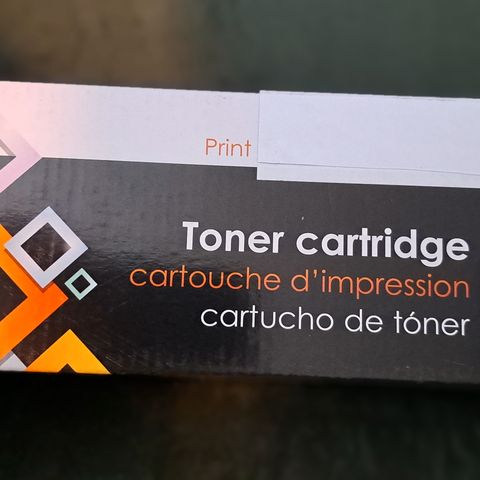 Print
Toner cartridge
cartouche d'impression
cartucho de tóner